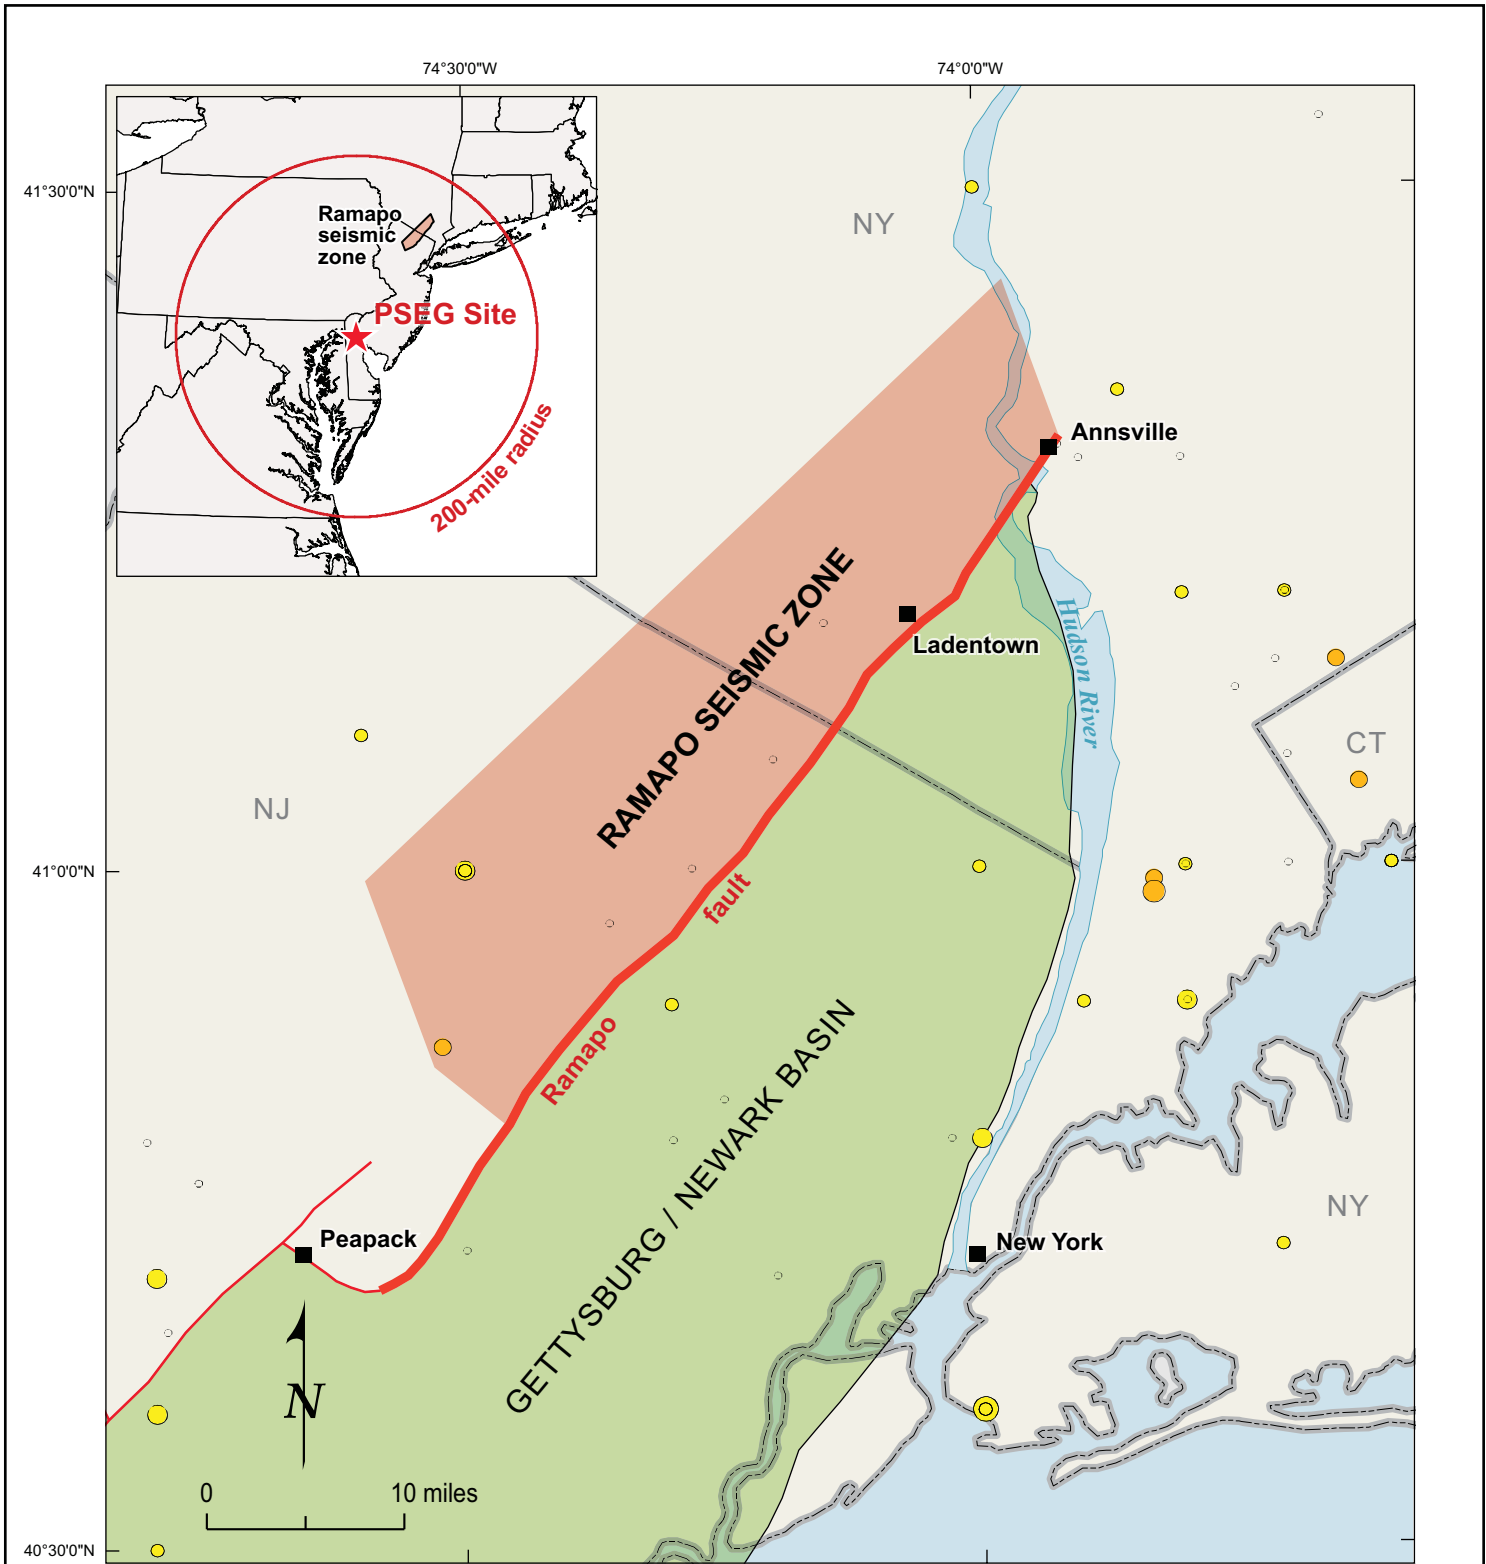 74°30'0"W
74°0'0"W
41°30'0"N
NY
Ramapo
seismic
zone
PSEG Site
200-mile radius
Annsville
RAMAPO SEISMIC ZONE
Ladentown
Hudson River
CT
NJ
41°0'0"N
fault
Ramapo
GETTYSBURG / NEWARK BASIN
Peapack
New York
NY
N
0
10 miles
40°30'0"N